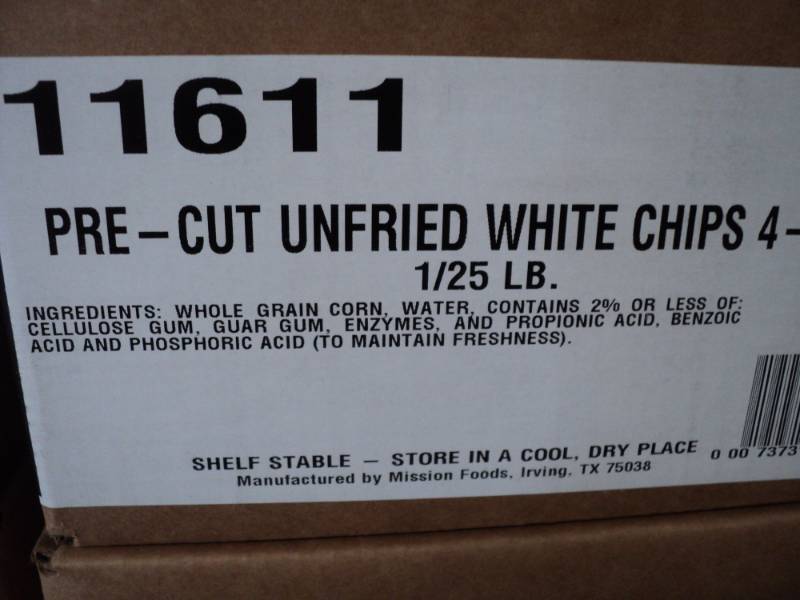 11611
PRE-CUT UNFRIED WHITE CHIPS 4-
1/25 LB.
INGREDIENTS: WHOLE GRAIN CORN, WATER, CONTAINS 2% OR LESS OF:
CELLULOSE GUM, GUAR GUM, ENZYMES, AND PROPIONIC ACID, BENZOIC
ACID AND PHOSPHORIC ACID (TO MAINTAIN FRESHNESS).
SHELF STABLE - STORE IN A COOL, DRY PLACE
0 00 7373
Manufactured by Mission Foods, Irving, TX 75038